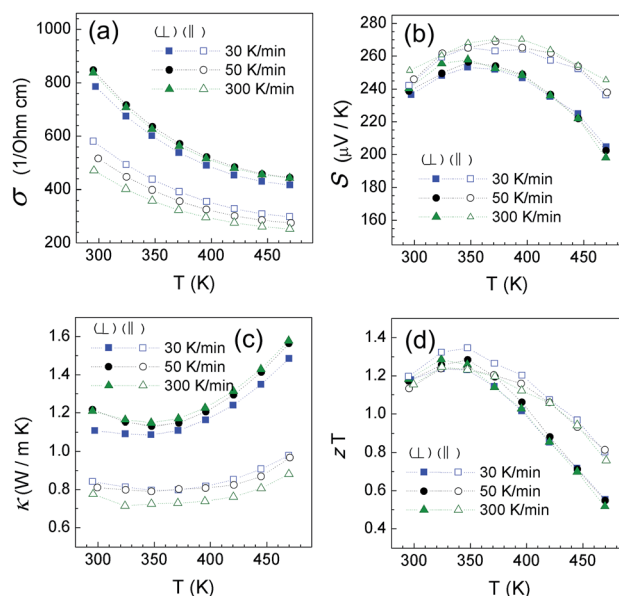 (a)
(⊥) (∥)
30 K/min
50 K/min
300 K/min
1000
800
600
400
200
σ (1/Ohm cm)
300 350 400 450
T (K)
(b)
280
260
240
220
200
180
160
S (μV / K)
(⊥) (∥)
30 K/min
50 K/min
300 K/min
300 350 400 450
T (K)
(c)
(⊥) (∥)
30 K/min
50 K/min
300 K/min
1.6
1.4
1.2
1.0
0.8
0.6
κ (W / m K)
300 350 400 450
T (K)
(d)
1.4
1.2
1.0
0.8
0.6
0.4
zT
(⊥) (∥)
30 K/min
50 K/min
300 K/min
300 350 400 450
T (K)